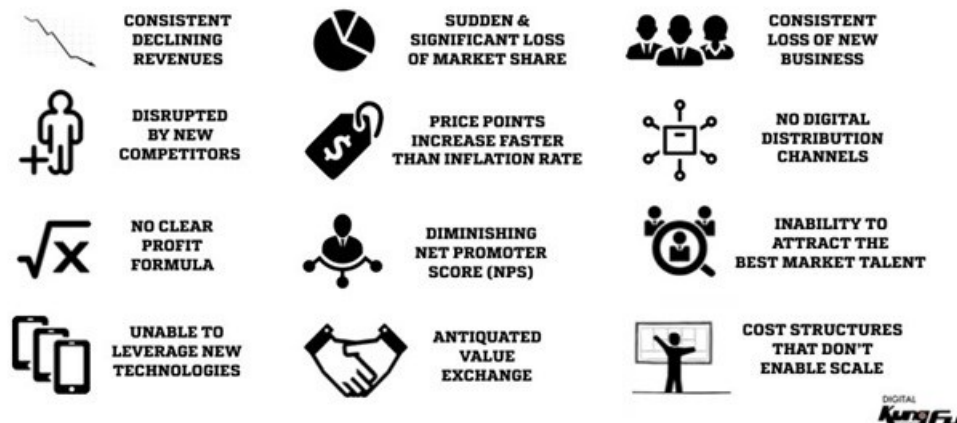 CONSISTENT
DECLINING
REVENUES
SUDDEN &
SIGNIFICANT LOSS
OF MARKET SHARE
CONSISTENT
LOSS OF NEW
BUSINESS
DISRUPTED
BY NEW
COMPETITORS
PRICE POINTS
INCREASE FASTER
THAN INFLATION RATE
NO DIGITAL
DISTRIBUTION
CHANNELS
NO CLEAR
PROFIT
FORMULA
DIMINISHING
NET PROMOTER
SCORE (NPS)
INABILITY TO
ATTRACT THE
BEST MARKET TALENT
UNABLE TO
LEVERAGE NEW
TECHNOLOGIES
ANTIQUATED
VALUE
EXCHANGE
COST STRUCTURES
THAT DON'T
ENABLE SCALE
DIGITAL
Kung Fu